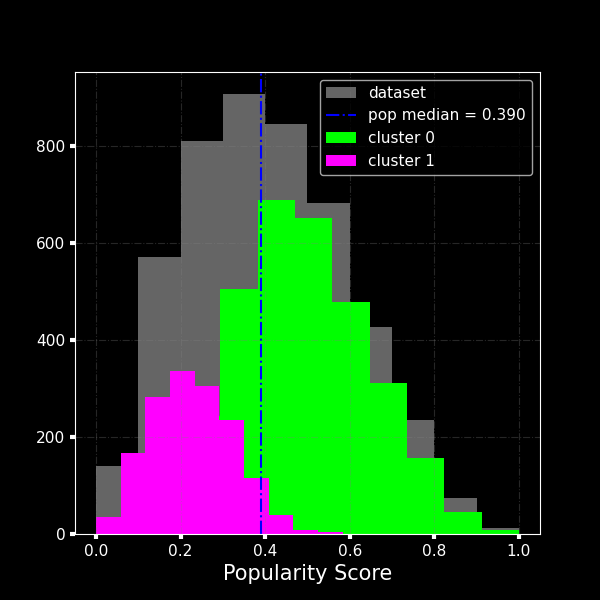 dataset
pop median = 0.390
cluster 0
cluster 1
800
600
400
200
0
0.0 0.2 0.4 0.6 0.8 1.0
Popularity Score